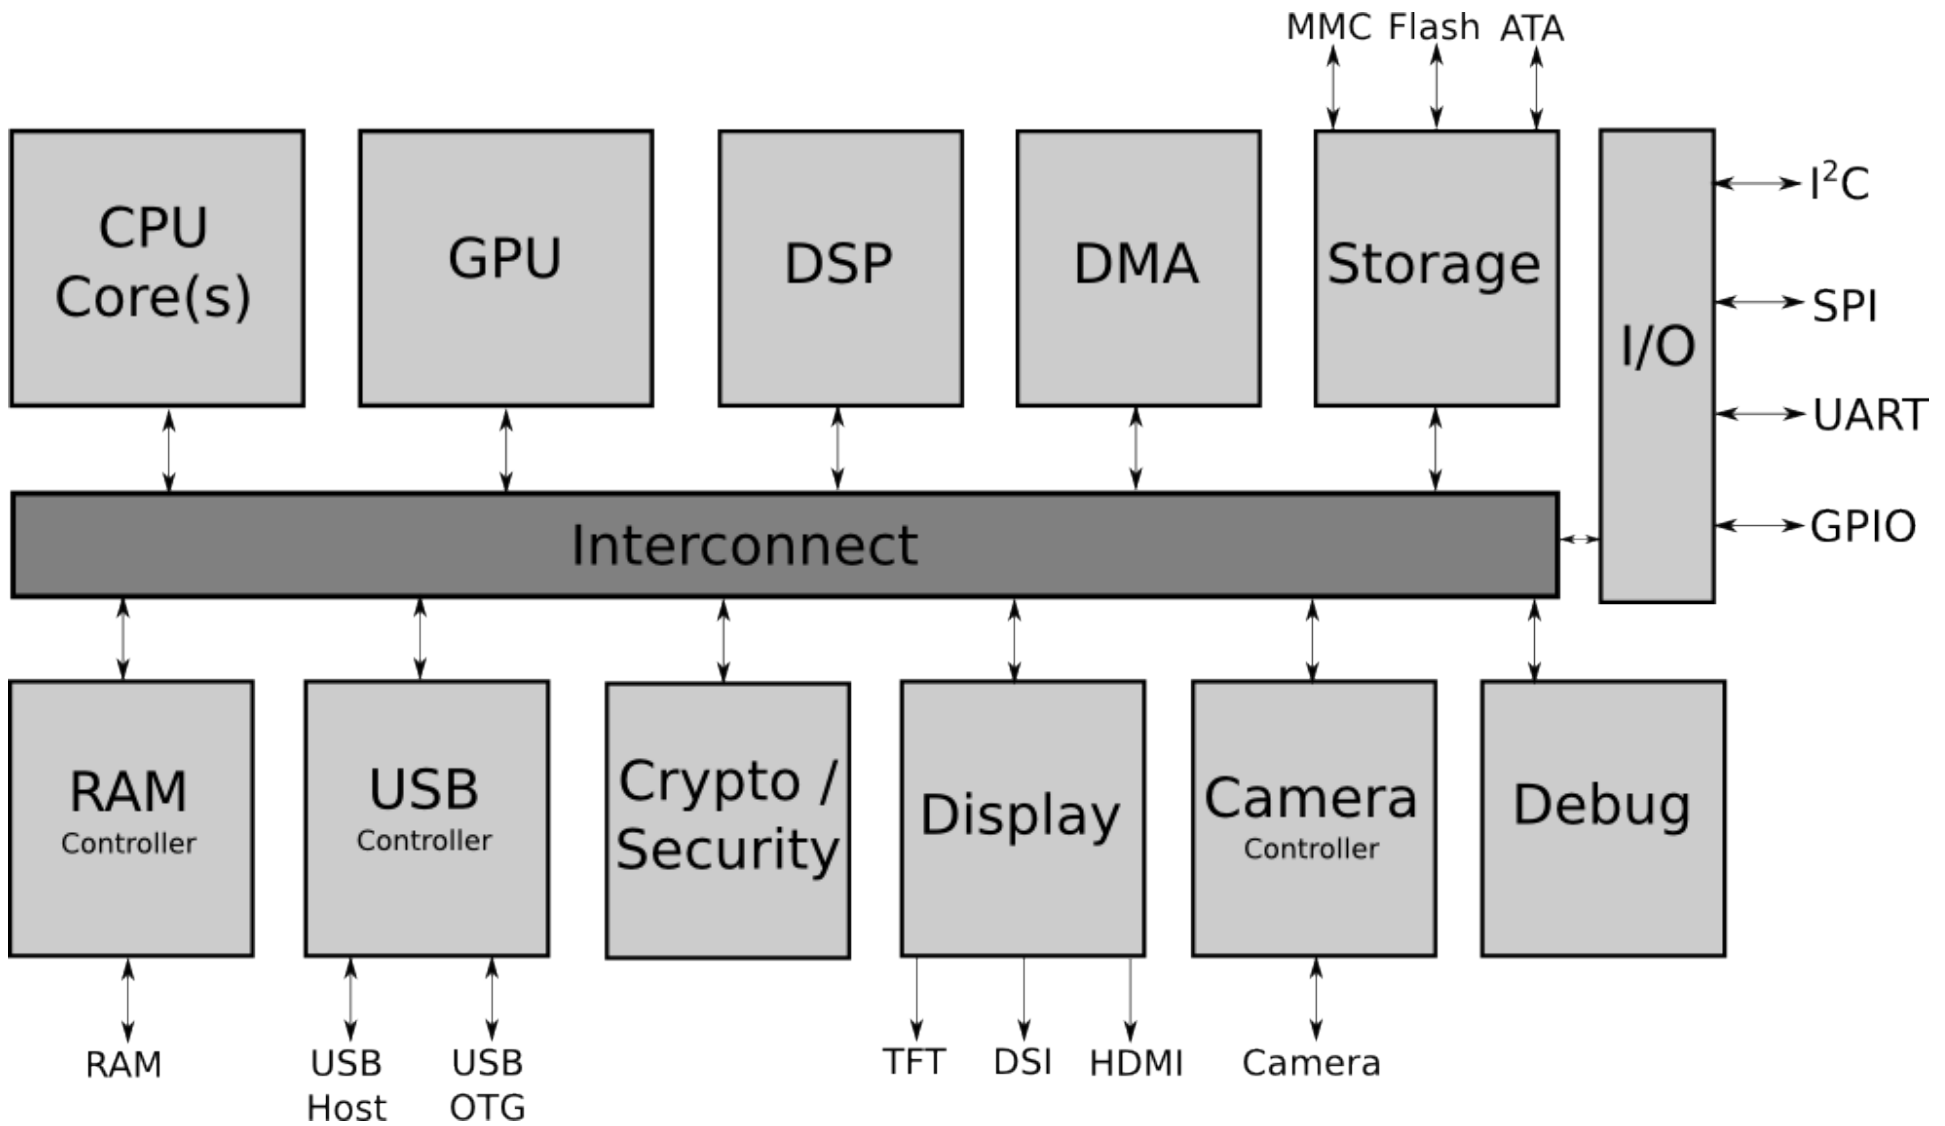 MMC Flash ATA
CPU
Core(s)
GPU
DSP
DMA
Storage
I/O
I²C
SPI
UART
GPIO
Interconnect
RAM
Controller
USB
Controller
Crypto /
Security
Display
Camera
Controller
Debug
RAM
USB
Host
USB
OTG
TFT
DSI
HDMI
Camera